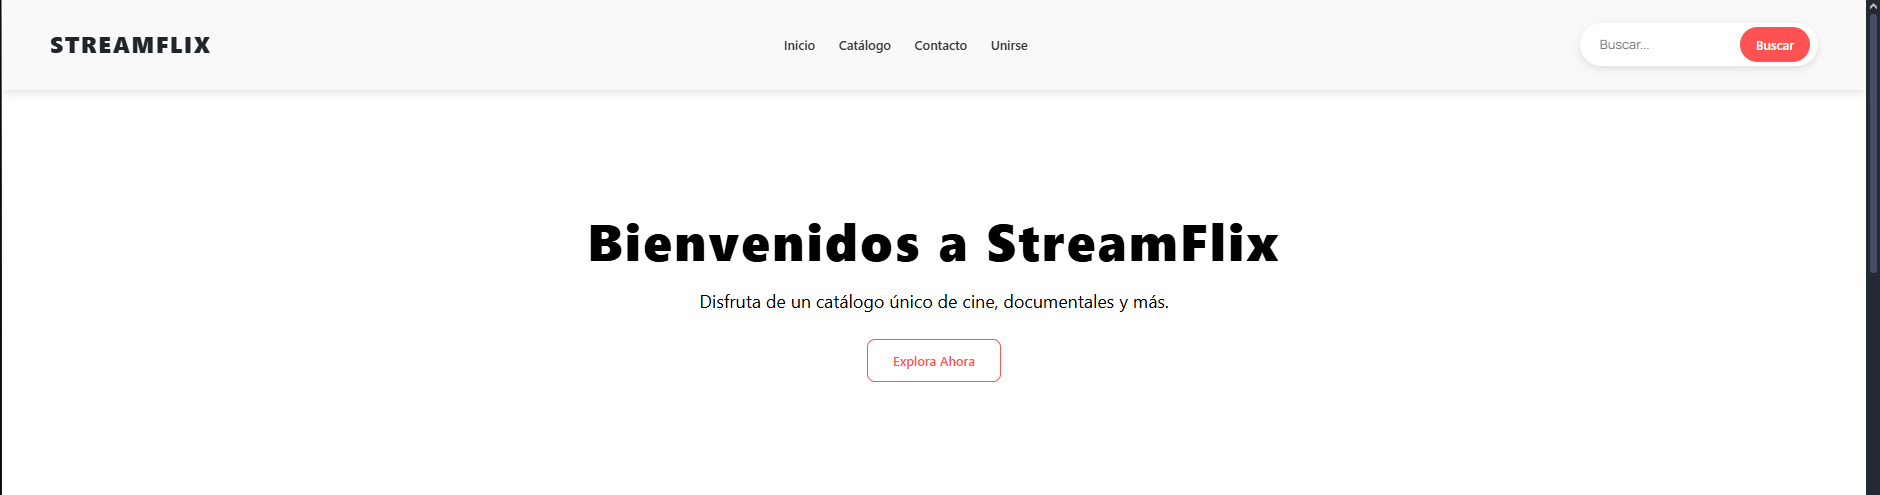 STREAMFLIX
Inicio Catálogo Contacto Unirse
Buscar... Buscar
Bienvenidos a StreamFlix
Disfruta de un catálogo único de cine, documentales y más.
Explora Ahora